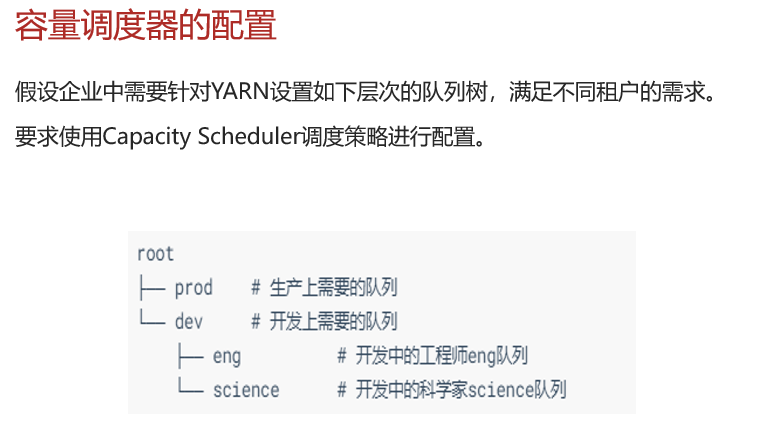 容量调度器的配置
假设企业中需要针对YARN设置如下层次的队列树，满足不同租户的需求。
要求使用Capacity Scheduler调度策略进行配置。
root
├── prod # 生产上需要的队列
└── dev # 开发上需要的队列
├── eng # 开发中的工程师eng队列
└── science # 开发中的科学家science队列